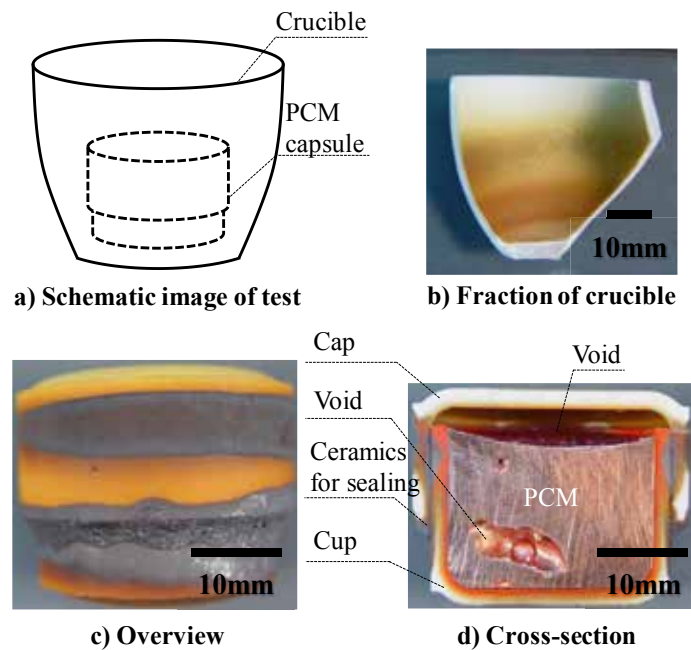 Crucible
PCM
capsule
10mm
a) Schematic image of test
b) Fraction of crucible
Cap
Void
Void
Ceramics
for sealing
PCM
Cup
10mm
10mm
c) Overview
d) Cross-section